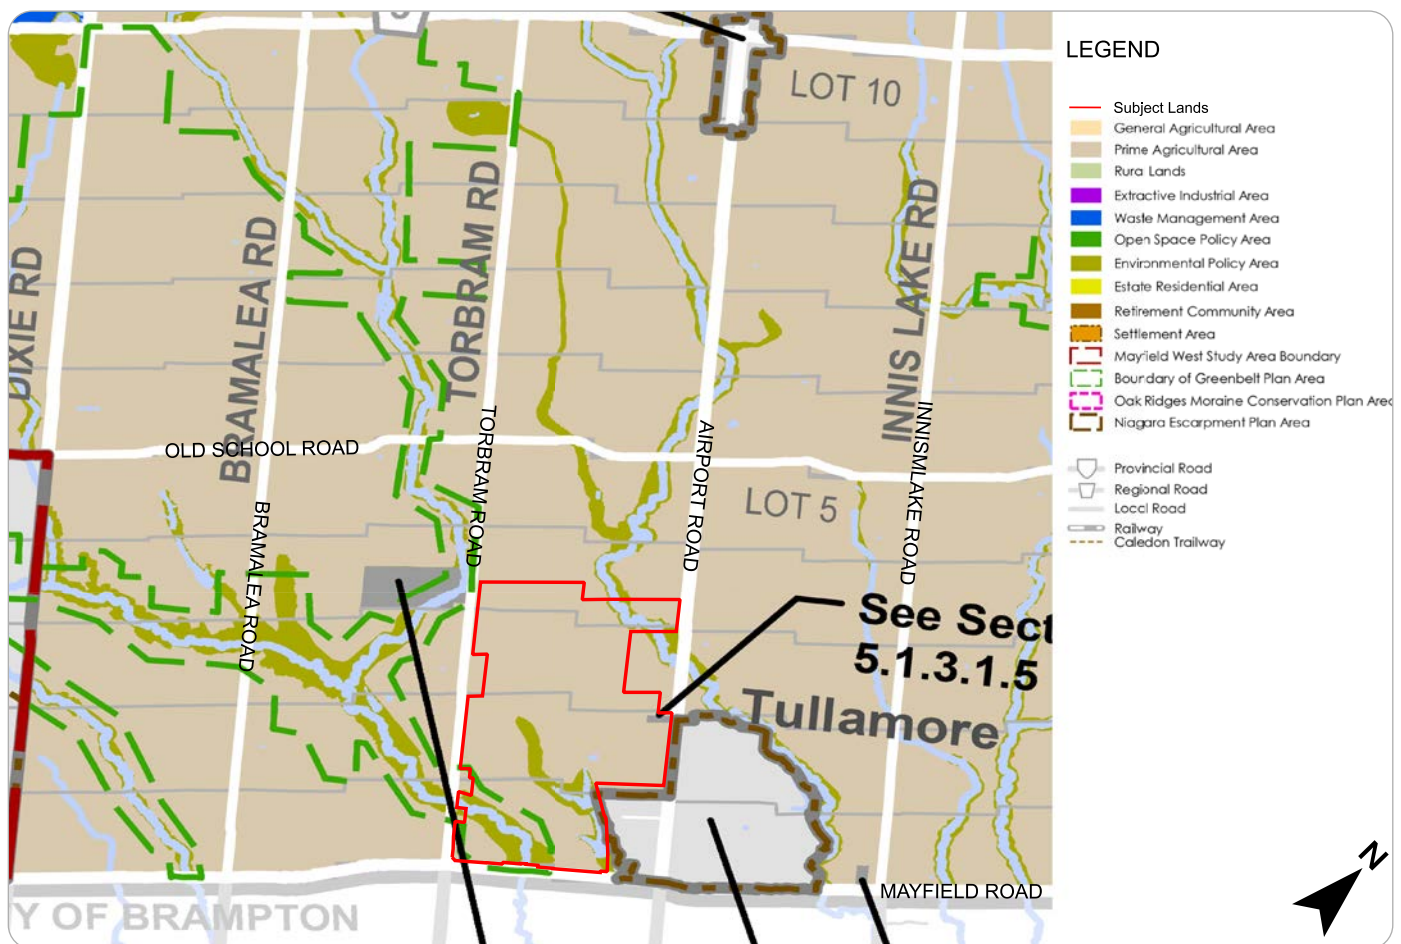 LOT 10
LEGEND
Subject Lands
General Agricultural Area
Prime Agricultural Area
Rural Lands
Extractive Industrial Area
Waste Management Area
Open Space Policy Area
Environmental Policy Area
Estate Residential Area
Retirement Community Area
Settlement Area
Mayfield West Study Area Boundary
Boundary of Greenbelt Plan Area
Oak Ridges Moraine Conservation Plan Area
Niagara Escarpment Plan Area
Provincial Road
Regional Road
Local Road
Railway
Caledon Trailway
DIXIE RD
BRAMALEA RD
TORBRAM RD
INNIS LAKE RD
OLD SCHOOL ROAD
BRAMALEA ROAD
TORBRAM ROAD
AIRPORT ROAD
INNISMLAKE ROAD
LOT 5
See Sect
5.1.3.1.5
Tullamore
MAYFIELD ROAD
Y OF BRAMPTON
N